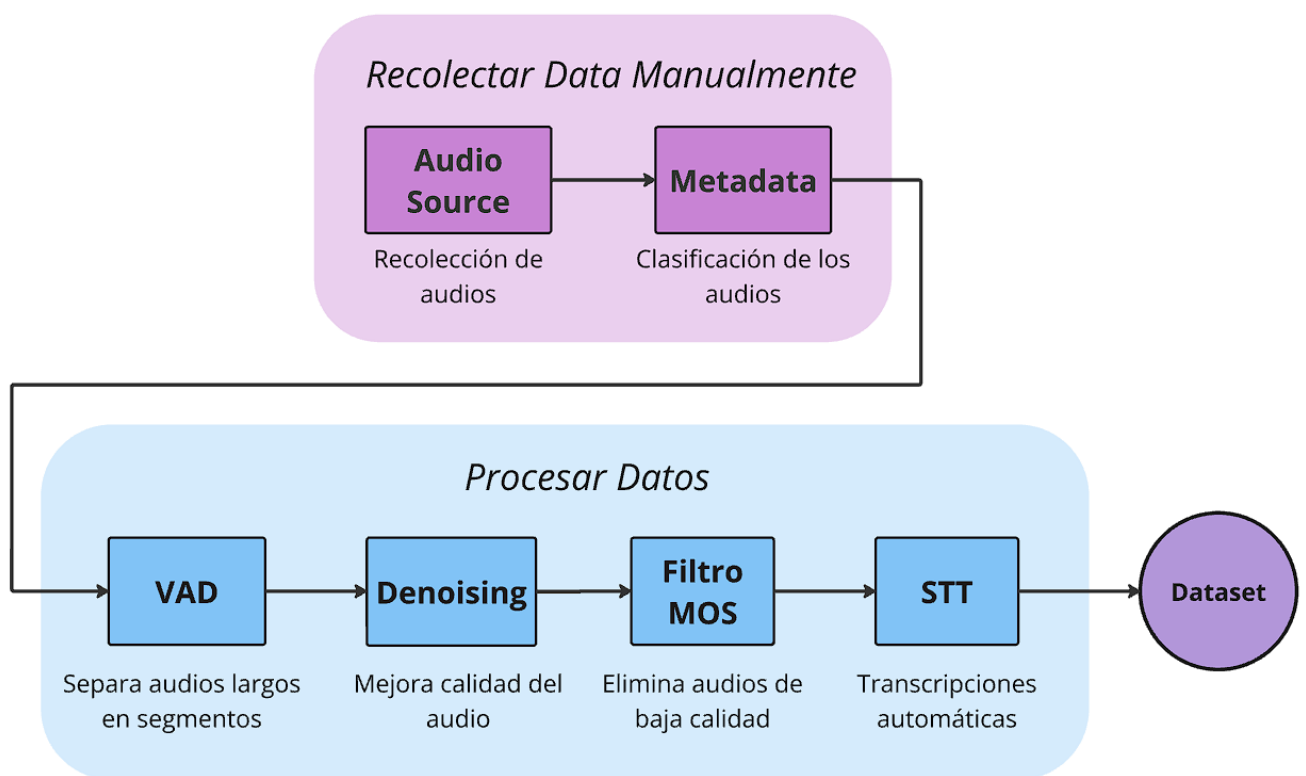 Recolectar Data Manualmente
Audio
Source
Metadata
Recolección de
audios
Clasificación de los
audios
Procesar Datos
VAD
Denoising
Filtro
MOS
STT
Dataset
Separa audios largos
en segmentos
Mejora calidad del
audio
Elimina audios de
baja calidad
Transcripciones
automáticas